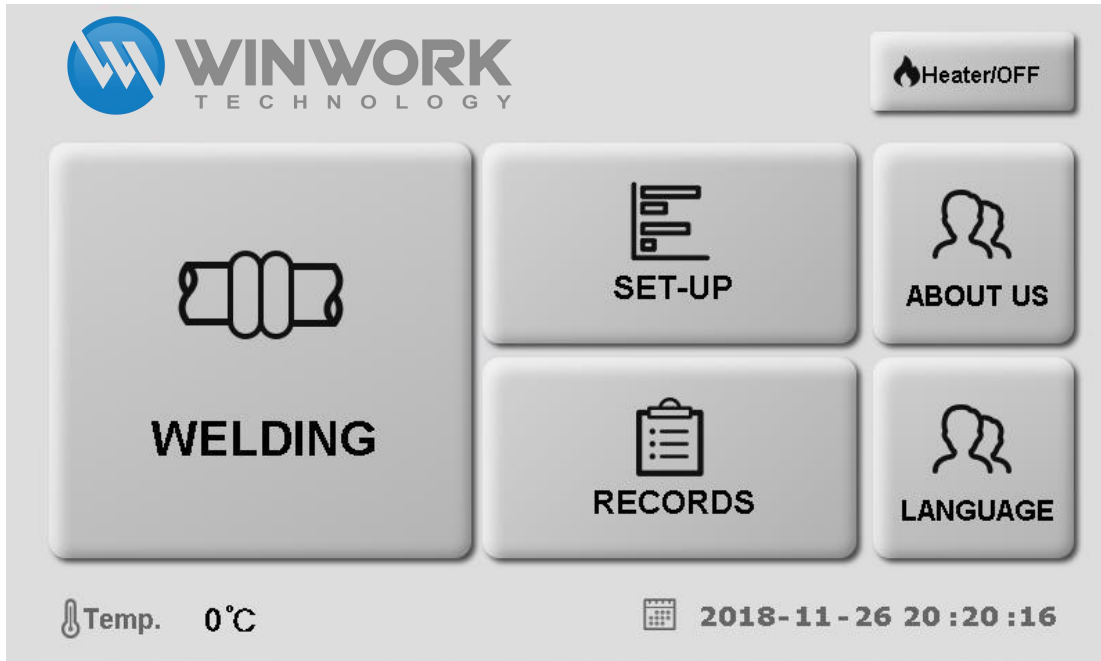 WINWORK
TECHNOLOGY
Heater/OFF
WELDING
SET-UP
ABOUT US
RECORDS
LANGUAGE
Temp. 0°C
2018-11-26 20:20:16